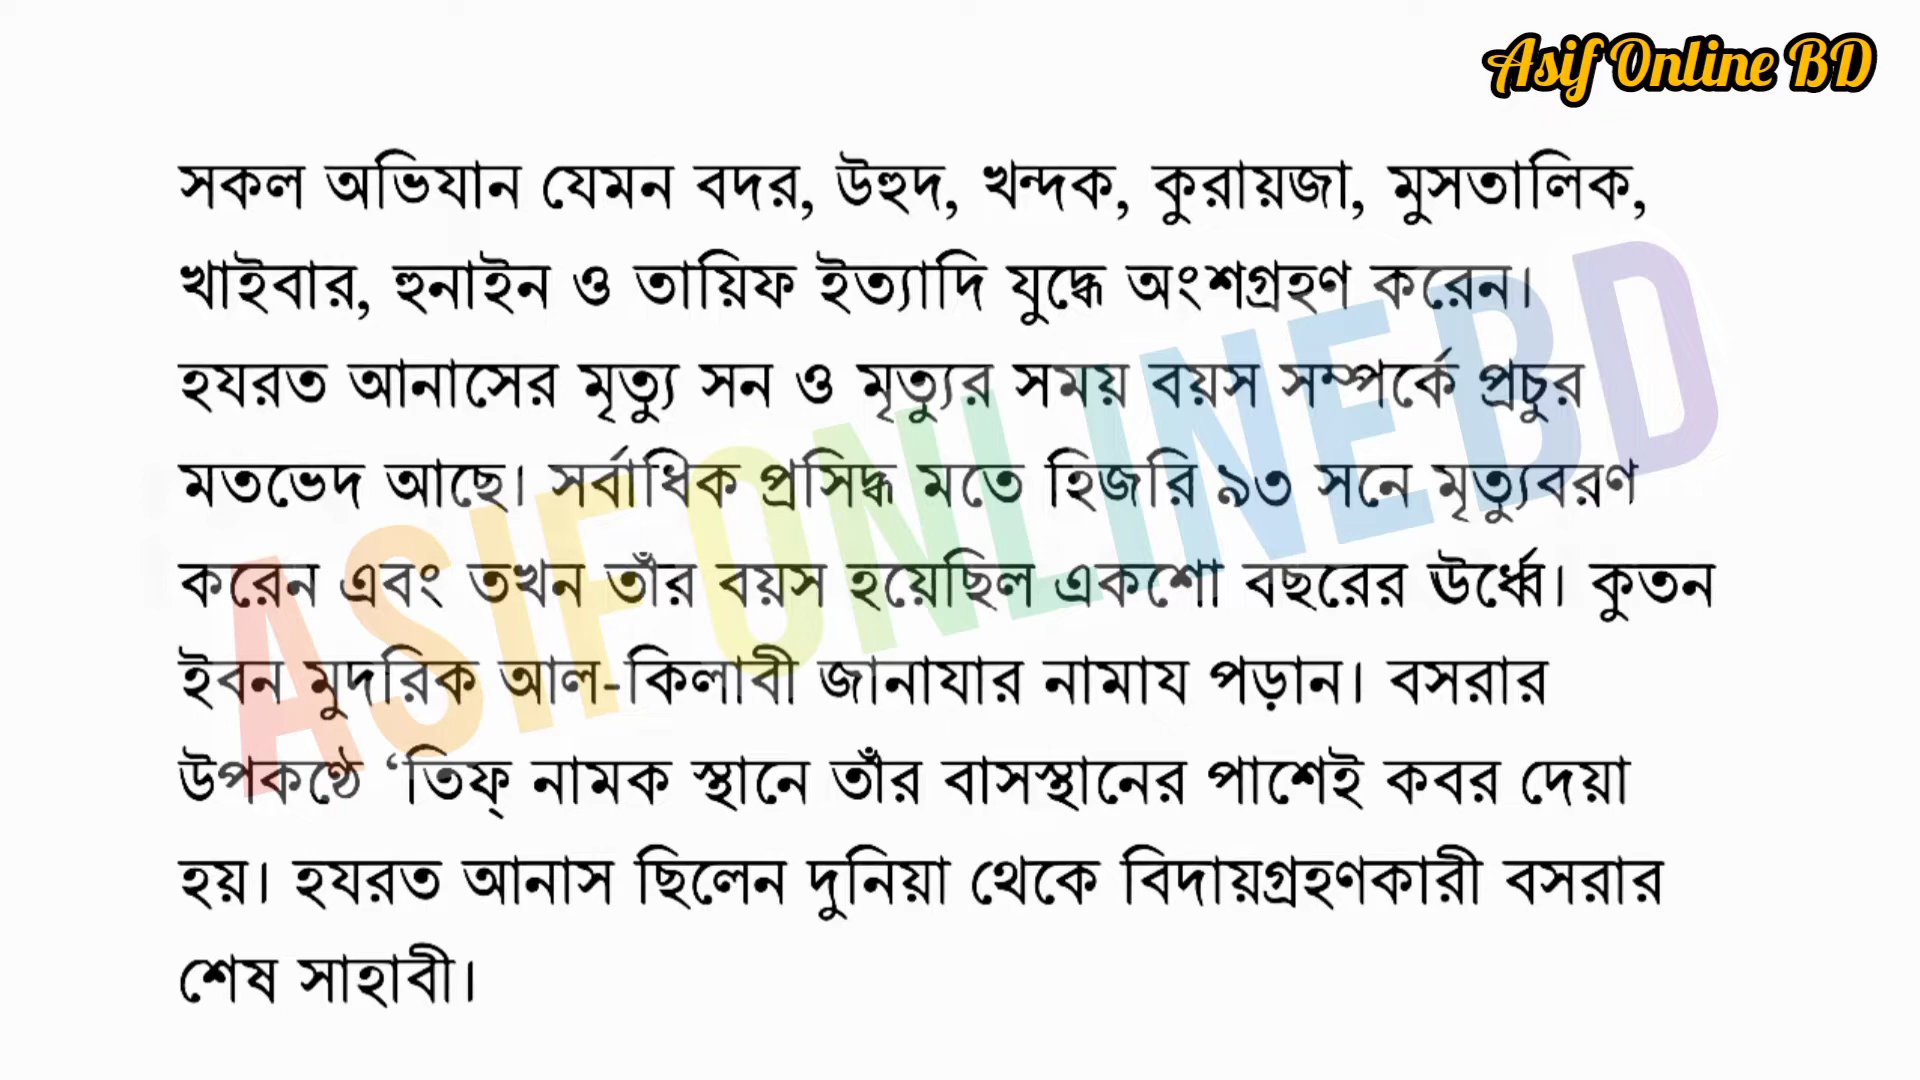 Asif Online BD
সকল অভিযান যেমন বদর, উহুদ, খন্দক, কুরায়জা, মুসতালিক,
খাইবার, হুনাইন ও তায়িফ ইত্যাদি যুদ্ধে অংশগ্রহণ করেন।
হযরত আনাসের মৃত্যু সন ও মৃত্যুর সময় বয়স সম্পর্কে প্রচুর
মতভেদ আছে। সর্বাধিক প্রসিদ্ধ মতে হিজরি ৯৩ সনে মৃত্যুবরণ
করেন এবং তখন তাঁর বয়স হয়েছিল একশো বছরের ঊর্ধ্বে। কুতন
ইবন মুদরিক আল-কিলাবী জানাযার নামায পড়ান। বসরার
উপকণ্ঠে ‘তিফ্ নামক স্থানে তাঁর বাসস্থানের পাশেই কবর দেয়া
হয়। হযরত আনাস ছিলেন দুনিয়া থেকে বিদায়গ্রহণকারী বসরার
শেষ সাহাবী।
ASIFONLINEBD